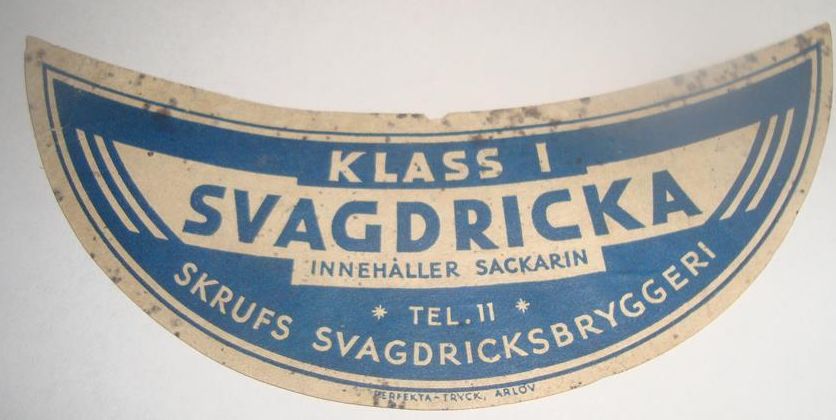 KLASS I
SVAGDRICKA
INNEHÅLLER SACKARIN
* TEL. 11 *
SKRUFS SVAGDRICKSBRYGGERI
PERFEKTA-TRYCK, ARLÖV